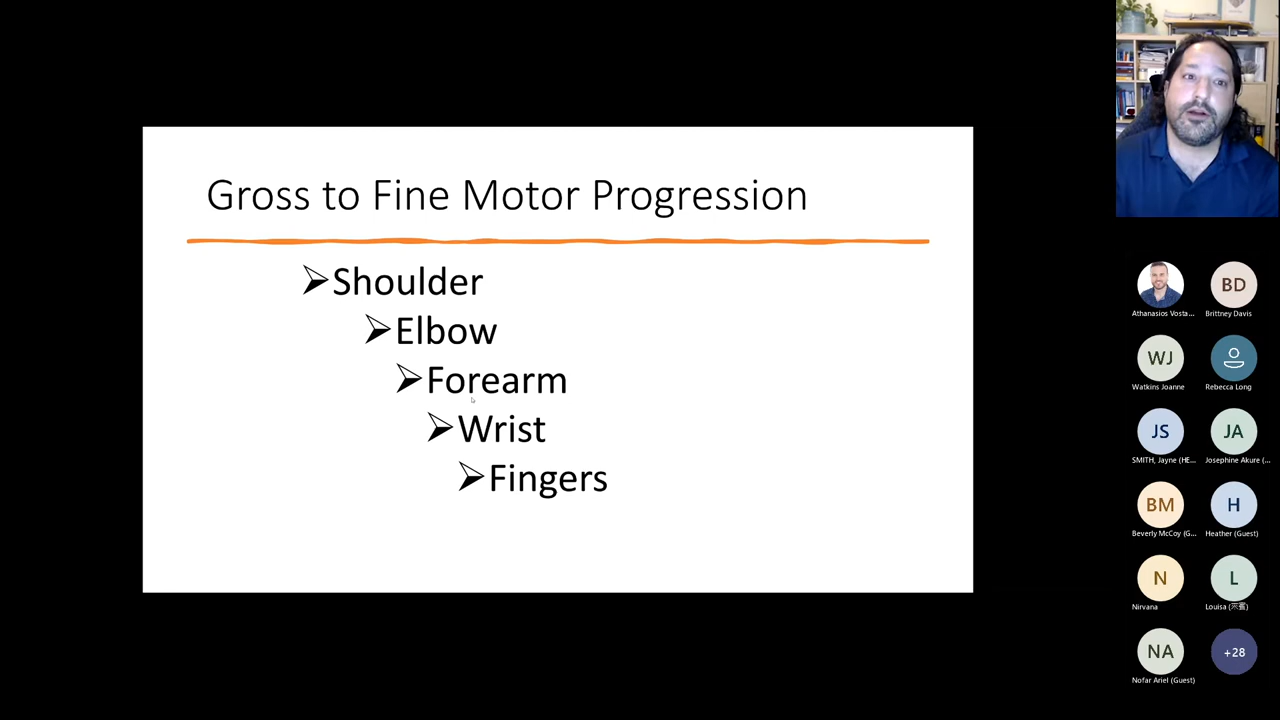 Gross to Fine Motor Progression
Shoulder
Elbow
Forearm
Wrist
Fingers
Athanasios Vosta...
BD
Brittney Davis
WJ
Watkins Joanne
Rebecca Long
JS
SMITH, Jayne (HE...
JA
Josephine Akure (...
BM
Beverly McCoy (G...
H
Heather (Guest)
N
Nirvana
L
Louisa (來賓)
NA
Nofar Ariel (Guest)
+28